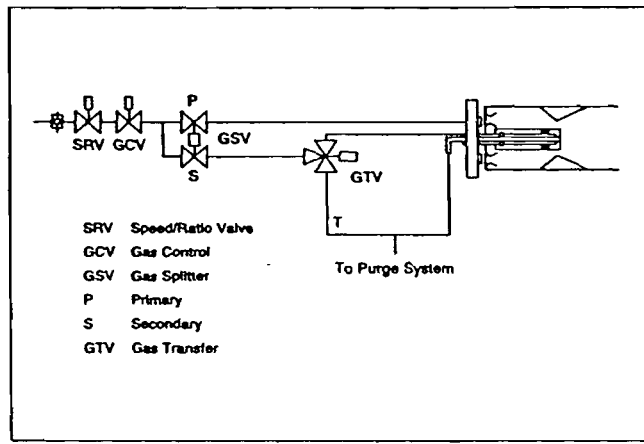 P
SRV GCV GSV
S
GTV
T
To Purge System
SRV Speed/Ratio Valve
GCV Gas Control
GSV Gas Splitter
P Primary
S Secondary
GTV Gas Transfer